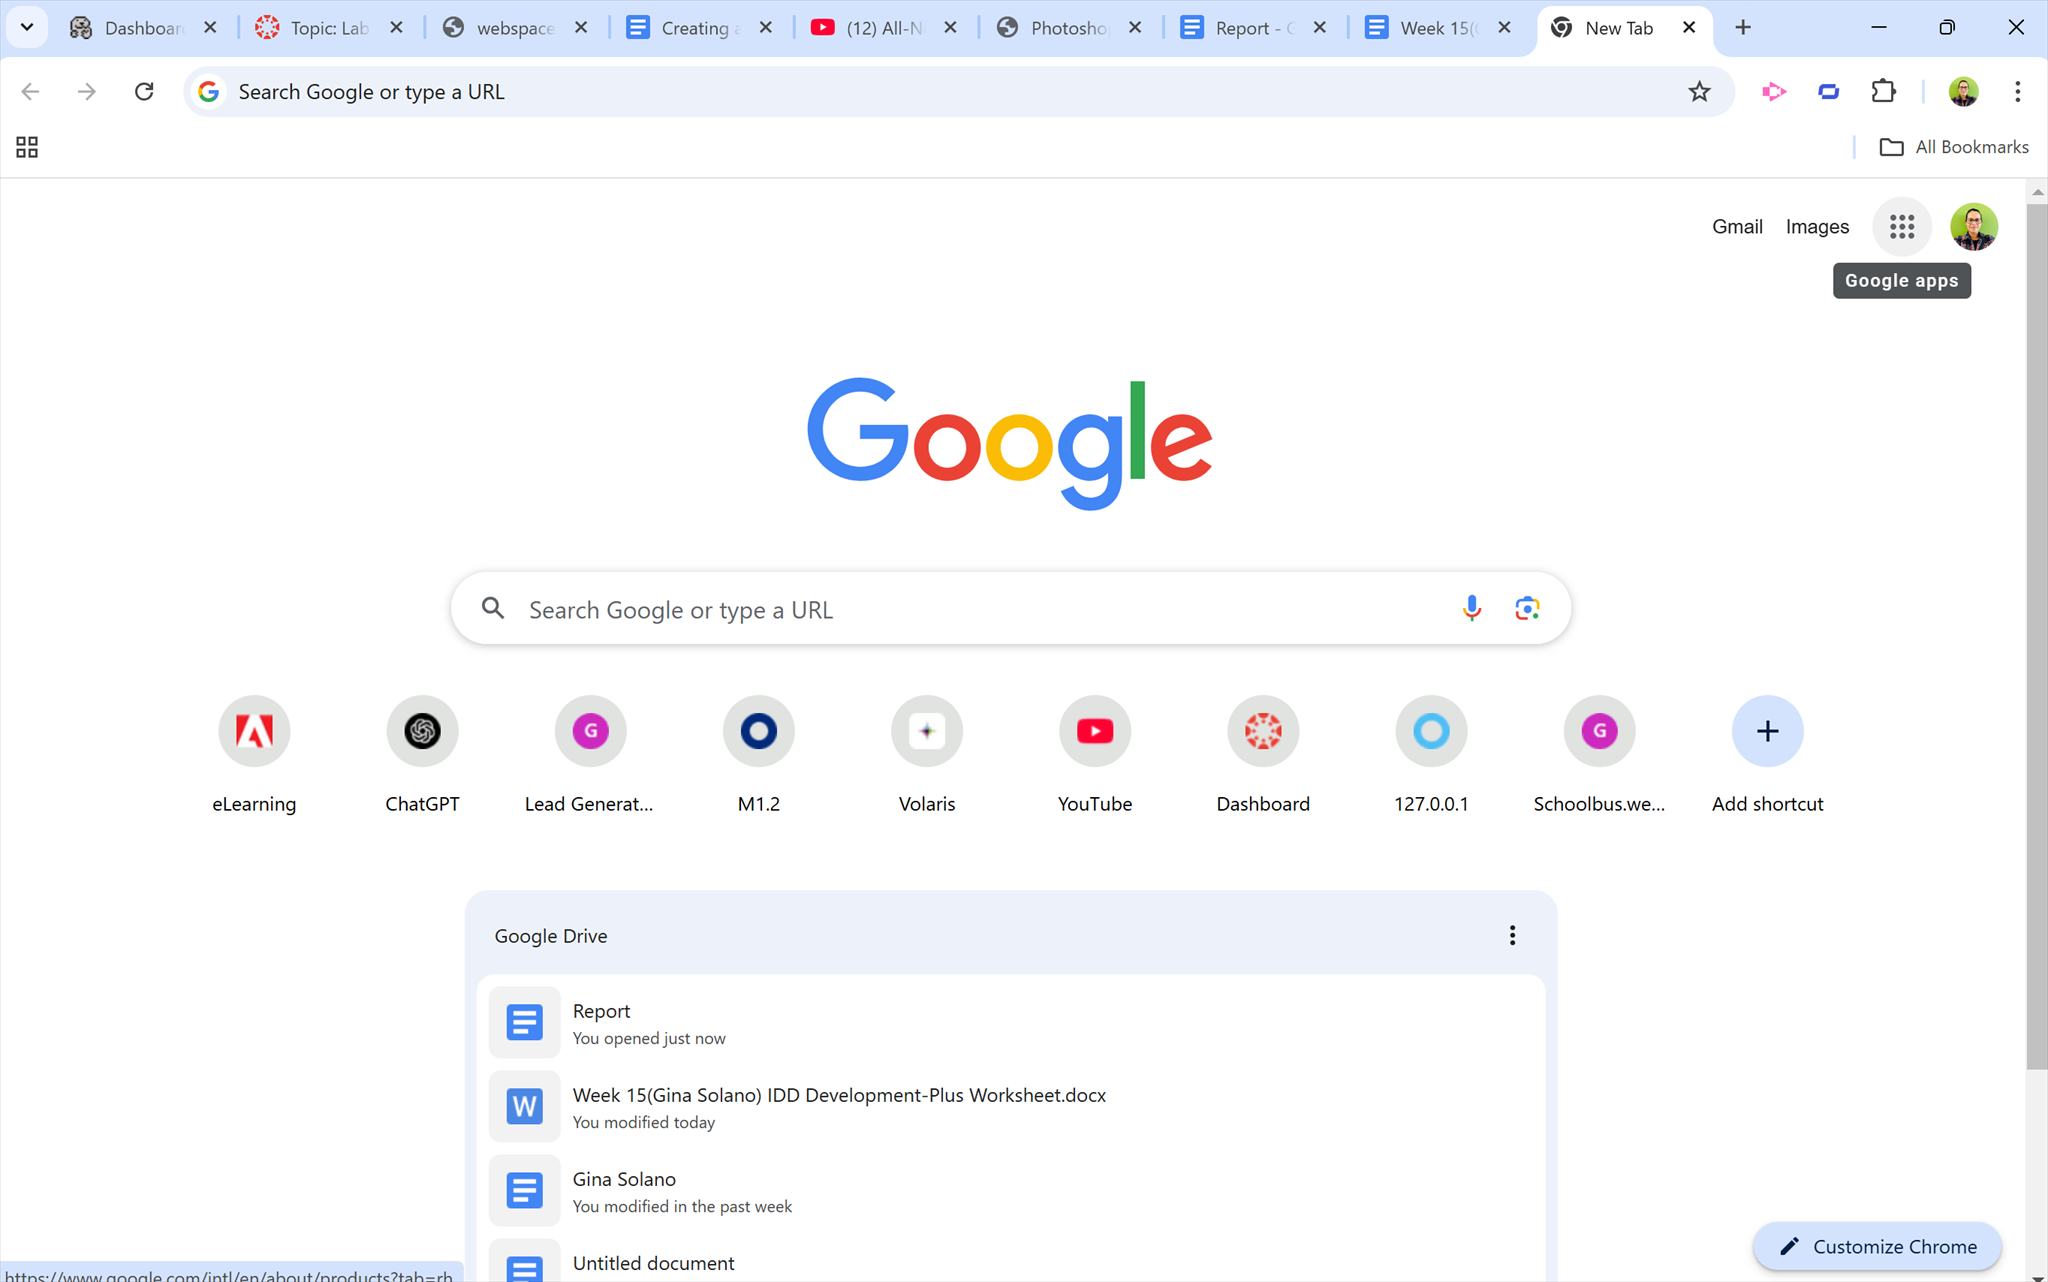 Dashboar
Topic: Lab
webspace
Creating a
(12) All-N
Photosho
Report - G
Week 15(G
New Tab
Search Google or type a URL
All Bookmarks
Gmail Images
Google apps
Google
Search Google or type a URL
G G
eLearning ChatGPT Lead Generat... M1.2 Volaris YouTube Dashboard 127.0.0.1 Schoolbus.we... Add shortcut
Google Drive
Report
You opened just now
W
Week 15(Gina Solano) IDD Development-Plus Worksheet.docx
You modified today
Gina Solano
You modified in the past week
Untitled document
Customize Chrome
https://www.google.com/intl/en/about/products?tab=rh